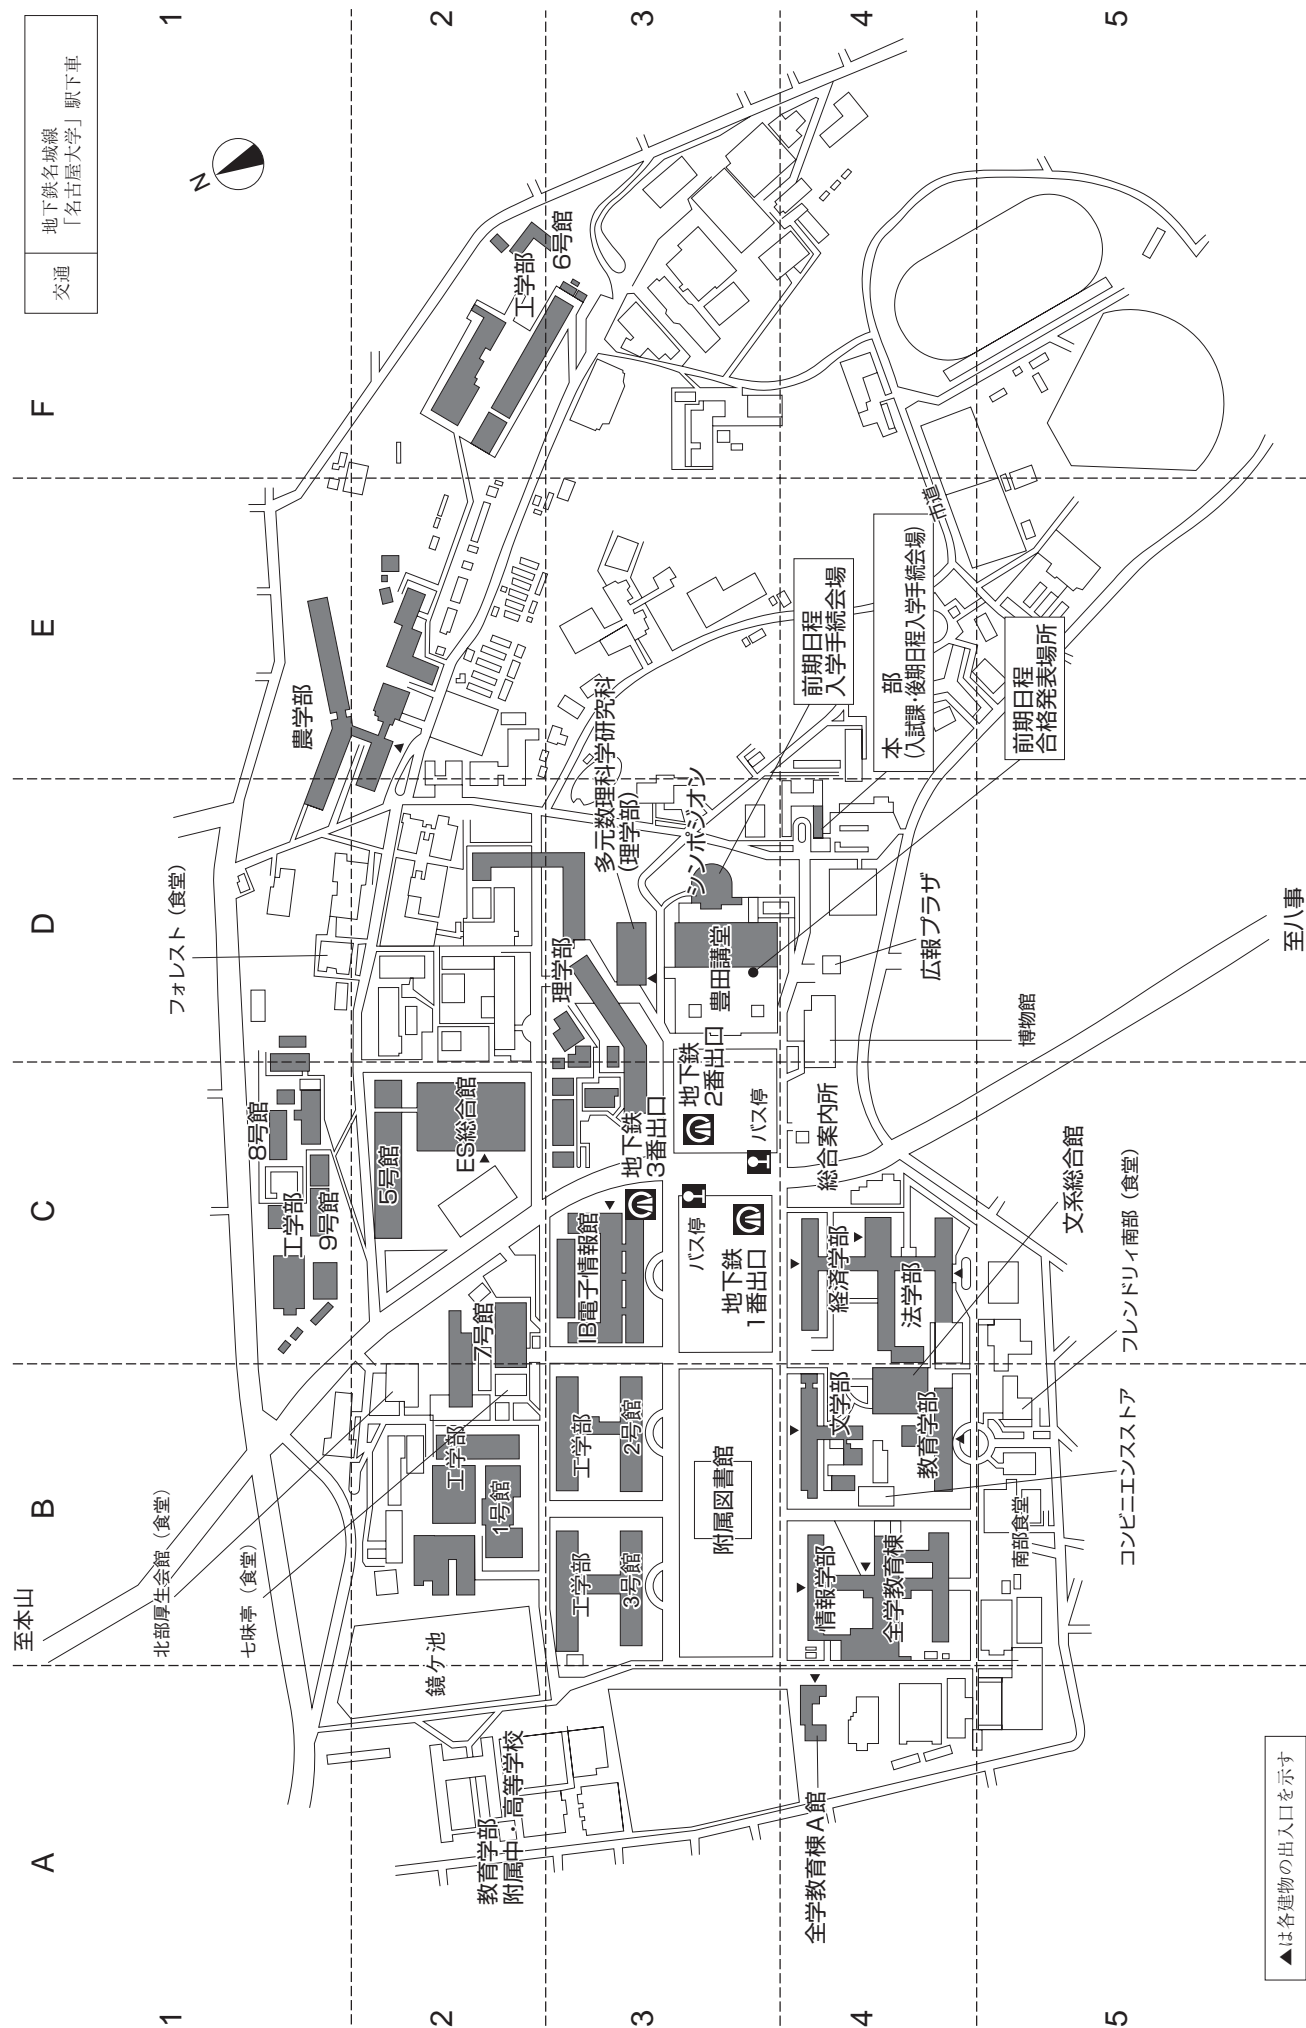 交通
地下鉄名城線
「名古屋大学」駅下車
N
A
B
C
D
E
F
1
2
3
4
5
1
2
3
4
5
至本山
北部厚生会館（食堂）
七味亭（食堂）
フォレスト（食堂）
8号館
工学部
9号館
農学部
工学部
6号館
鏡ケ池
教育学部
附属中・高等学校
工学部
1号館
7号館
5号館
ES総合館
理学部
多元数理科学研究科
（理学部）
シンポジオン
豊田講堂
工学部
3号館
工学部
2号館
IB電子情報館
地下鉄
3番出口
地下鉄
2番出口
バス停
バス停
地下鉄
1番出口
附属図書館
前期日程
入学手続会場
本部
（入試課・後期日程入学手続会場）
前期日程
合格発表場所
市道
全学教育棟A館
情報学部
全学教育棟
文学部
教育学部
経済学部
法学部
総合案内所
博物館
広報プラザ
文系総合館
フレンドリィ南部（食堂）
コンビニエンスストア
南部食堂
至八事
▲は各建物の出入口を示す